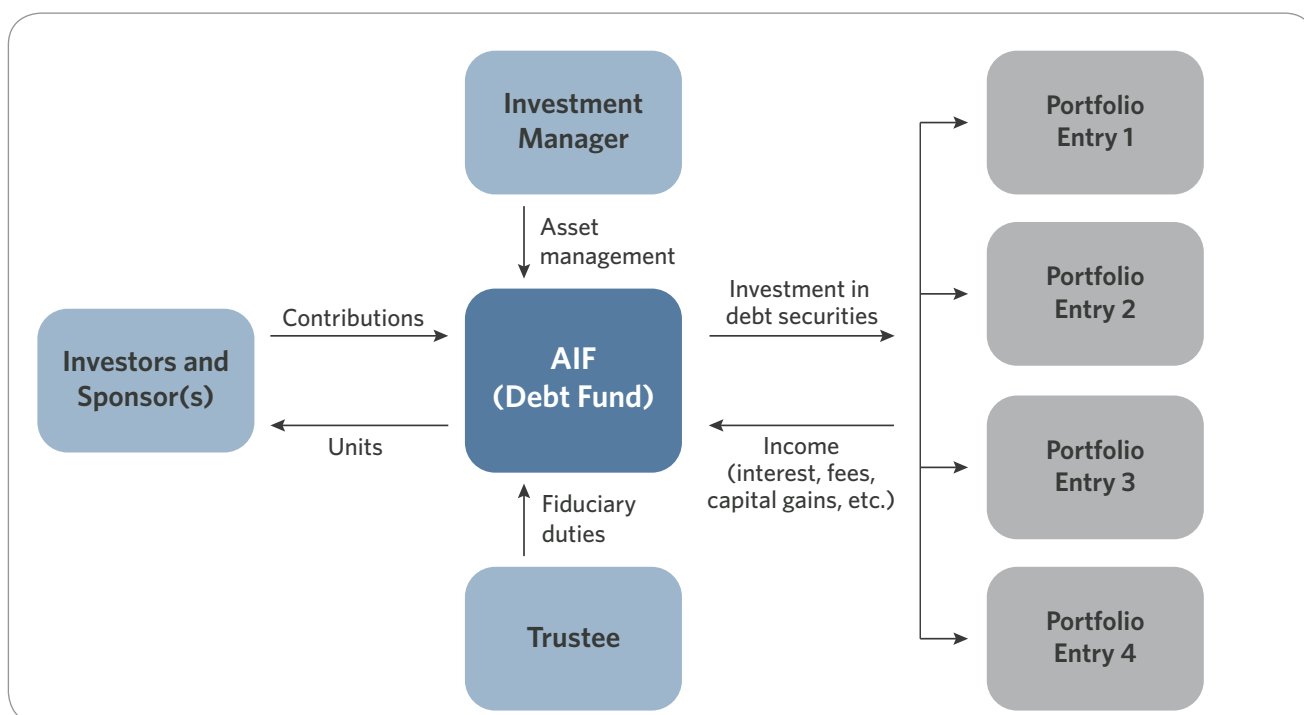 Investment
Manager
Portfolio
Entry 1
Asset
management
Portfolio
Entry 2
Investors and
Sponsor(s)
Contributions
Units
AIF
(Debt Fund)
Investment in
debt securities
Income
(interest, fees,
capital gains, etc.)
Portfolio
Entry 3
Fiduciary
duties
Trustee
Portfolio
Entry 4